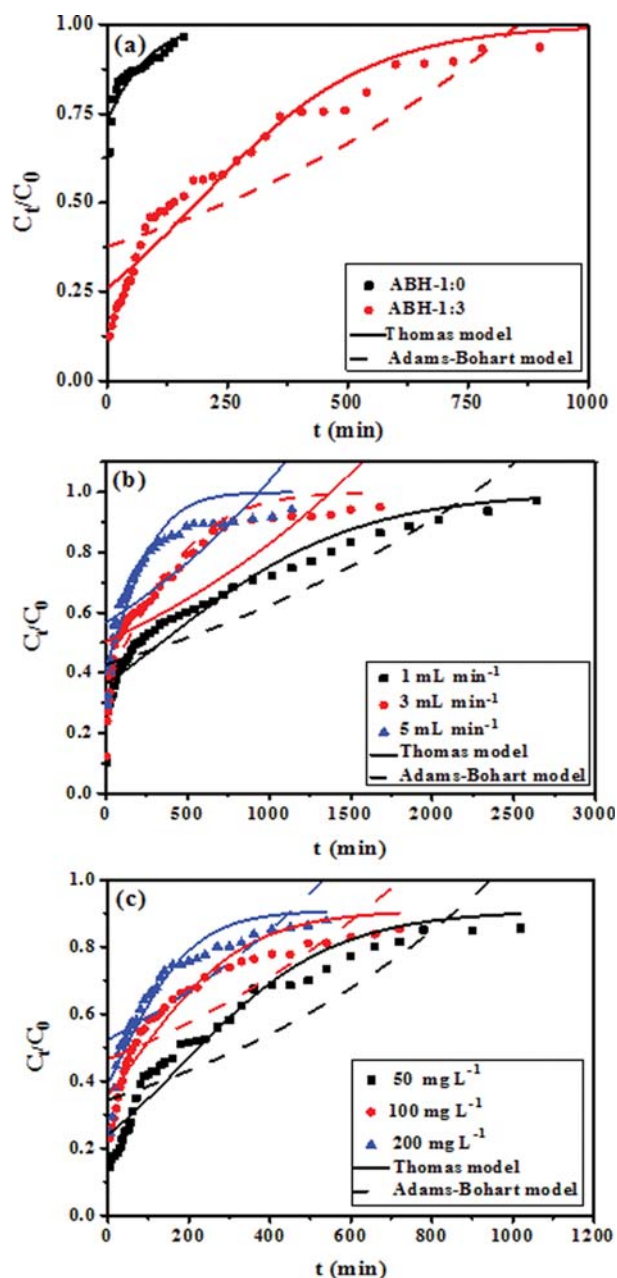 (a)
1.00
0.75
0.50
0.25
0.00
Ct/C0
ABH-1:0
ABH-1:3
Thomas model
Adams-Bohart model
0 250 500 750 1000
t (min)
(b)
1.0
0.8
0.6
0.4
0.2
0.0
Ct/C0
1 mL min-1
3 mL min-1
5 mL min-1
Thomas model
Adams-Bohart model
0 500 1000 1500 2000 2500 3000
t (min)
(c)
1.0
0.8
0.6
0.4
0.2
0.0
Ct/C0
50 mg L-1
100 mg L-1
200 mg L-1
Thomas model
Adams-Bohart model
0 200 400 600 800 1000 1200
t (min)